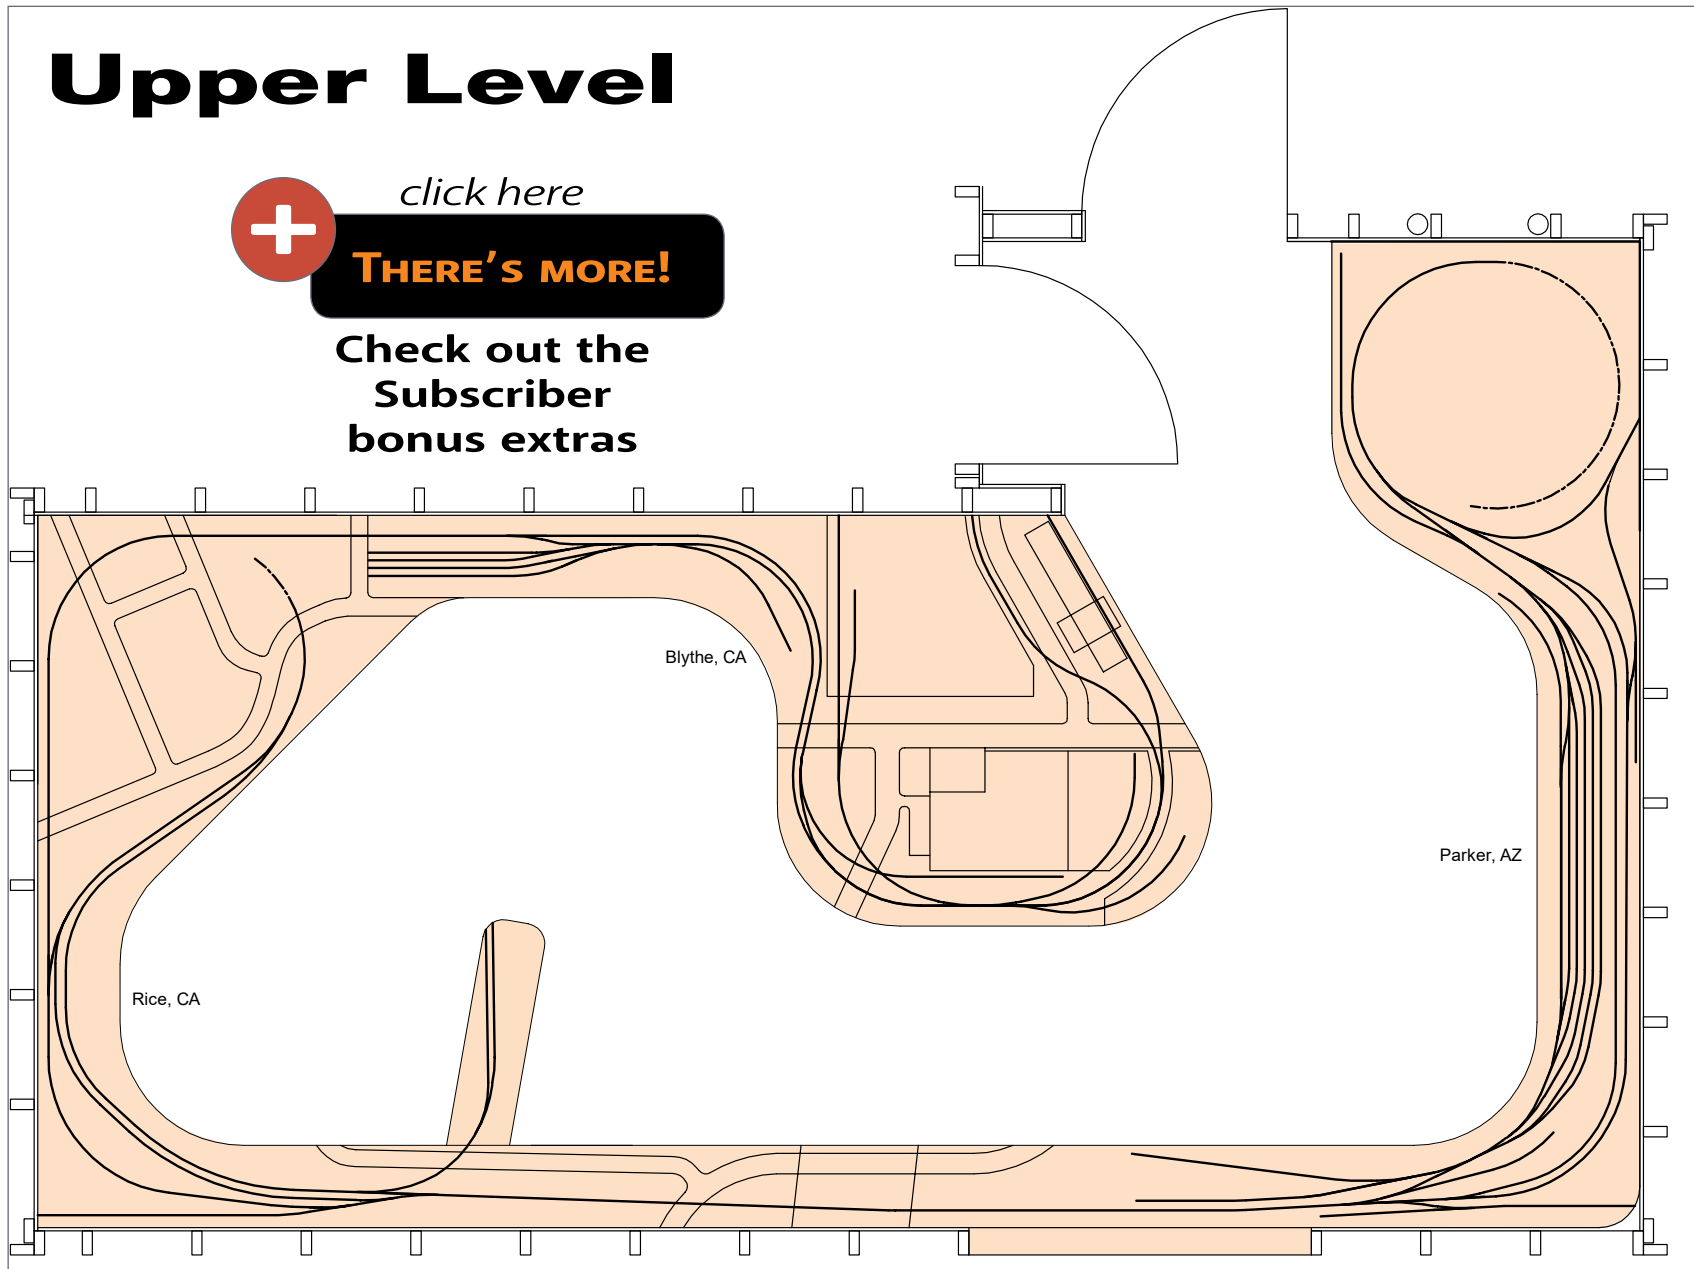 Upper Level
click here
There's more!
Check out the
Subscriber
bonus extras
Blythe, CA
Parker, AZ
Rice, CA